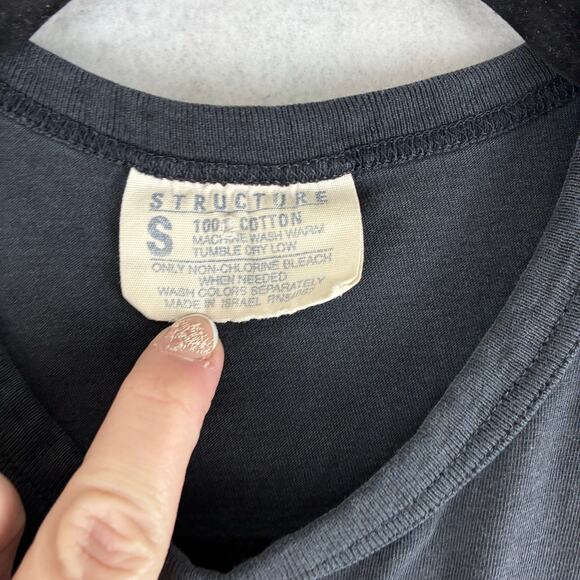 STRUCTURE
S
100% COTTON
MACHINE WASH WARM
TUMBLE DRY LOW
ONLY NON-CHLORINE BLEACH
WHEN NEEDED
WASH COLORS SEPARATELY
MADE IN ISRAEL